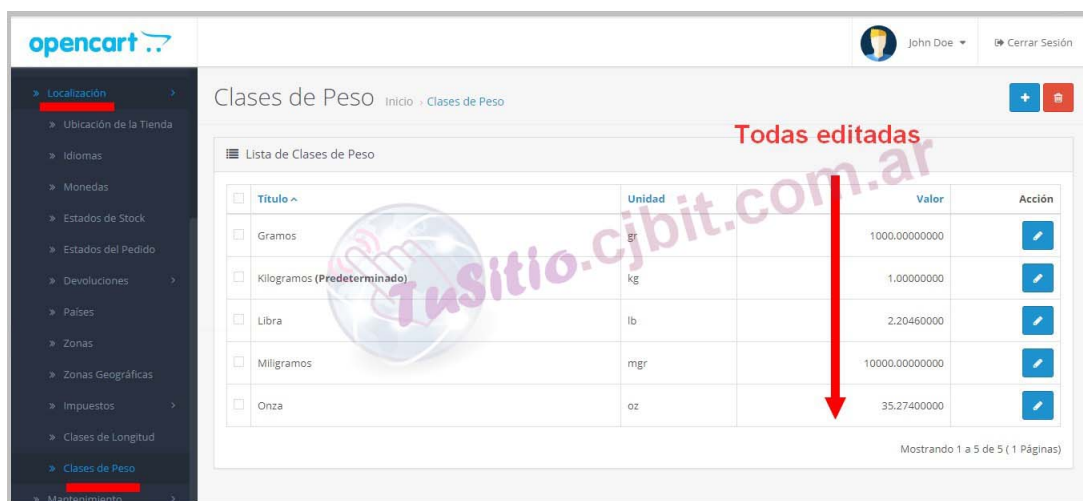 opencart
John Doe
Cerrar Sesión
» Localización
» Ubicación de la Tienda
» Idiomas
» Monedas
» Estados de Stock
» Estados del Pedido
» Devoluciones
» Países
» Zonas
» Zonas Geográficas
» Impuestos
» Clases de Longitud
» Clases de Peso
» Mantenimiento
Clases de Peso Inicio › Clases de Peso
Todas editadas
Lista de Clases de Peso
Título Unidad Valor Acción
Gramos gr 1000.00000000
Kilogramos (Predeterminado) kg 1.00000000
Libra lb 2.20460000
Miligramos mgr 10000.00000000
Onza oz 35.27400000
Mostrando 1 a 5 de 5 ( 1 Páginas)
TuSitio.cjbit.com.ar